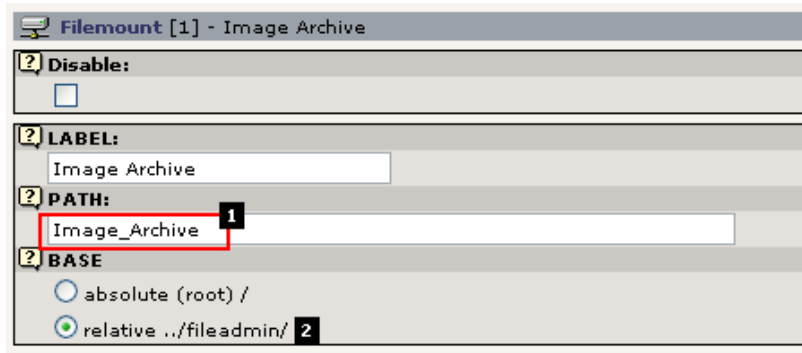 Filemount [1] - Image Archive
? Disable:
? LABEL:
Image Archive
? PATH:
Image_Archive 1
? BASE
absolute (root) /
relative ../fileadmin/ 2